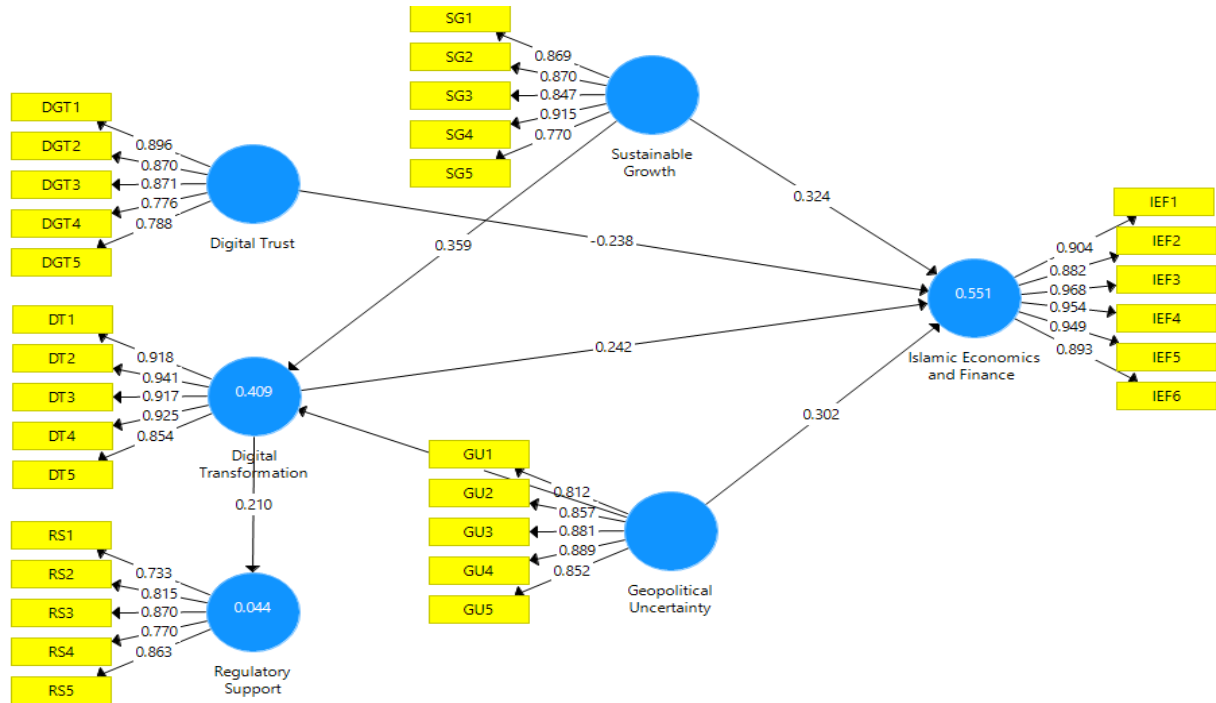 SG1
SG2
SG3
SG4
SG5
0.869
0.870
0.847
0.915
0.770
Sustainable
Growth
DGT1
DGT2
DGT3
DGT4
DGT5
0.896
0.870
0.871
0.776
0.788
Digital Trust
0.324
0.359
-0.238
IEF1
IEF2
IEF3
IEF4
IEF5
IEF6
0.904
0.882
0.968
0.954
0.949
0.893
0.551
Islamic Economics
and Finance
DT1
DT2
DT3
DT4
DT5
0.918
0.941
0.917
0.925
0.854
0.409
Digital
Transformation
0.242
0.302
0.210
GU1
GU2
GU3
GU4
GU5
0.812
0.857
0.881
0.889
0.852
Geopolitical
Uncertainty
RS1
RS2
RS3
RS4
RS5
0.733
0.815
0.870
0.770
0.863
0.044
Regulatory
Support